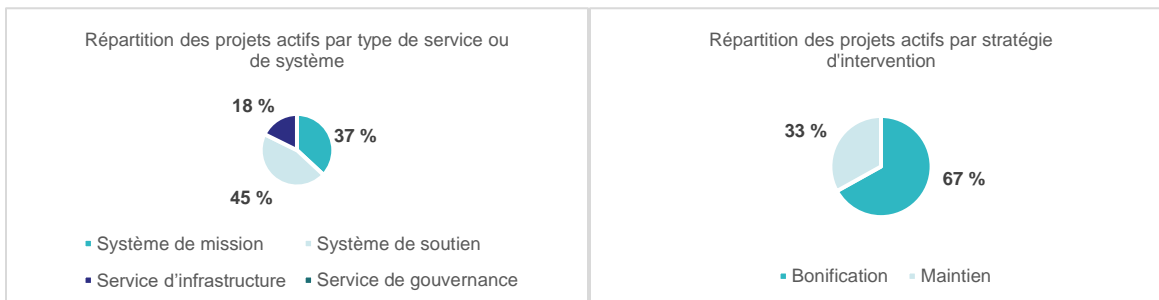 Répartition des projets actifs par type de service ou
de système
18 %
37 %
45 %
Système de mission
Système de soutien
Service d’infrastructure
Service de gouvernance
Répartition des projets actifs par stratégie
d'intervention
33 %
67 %
Bonification
Maintien